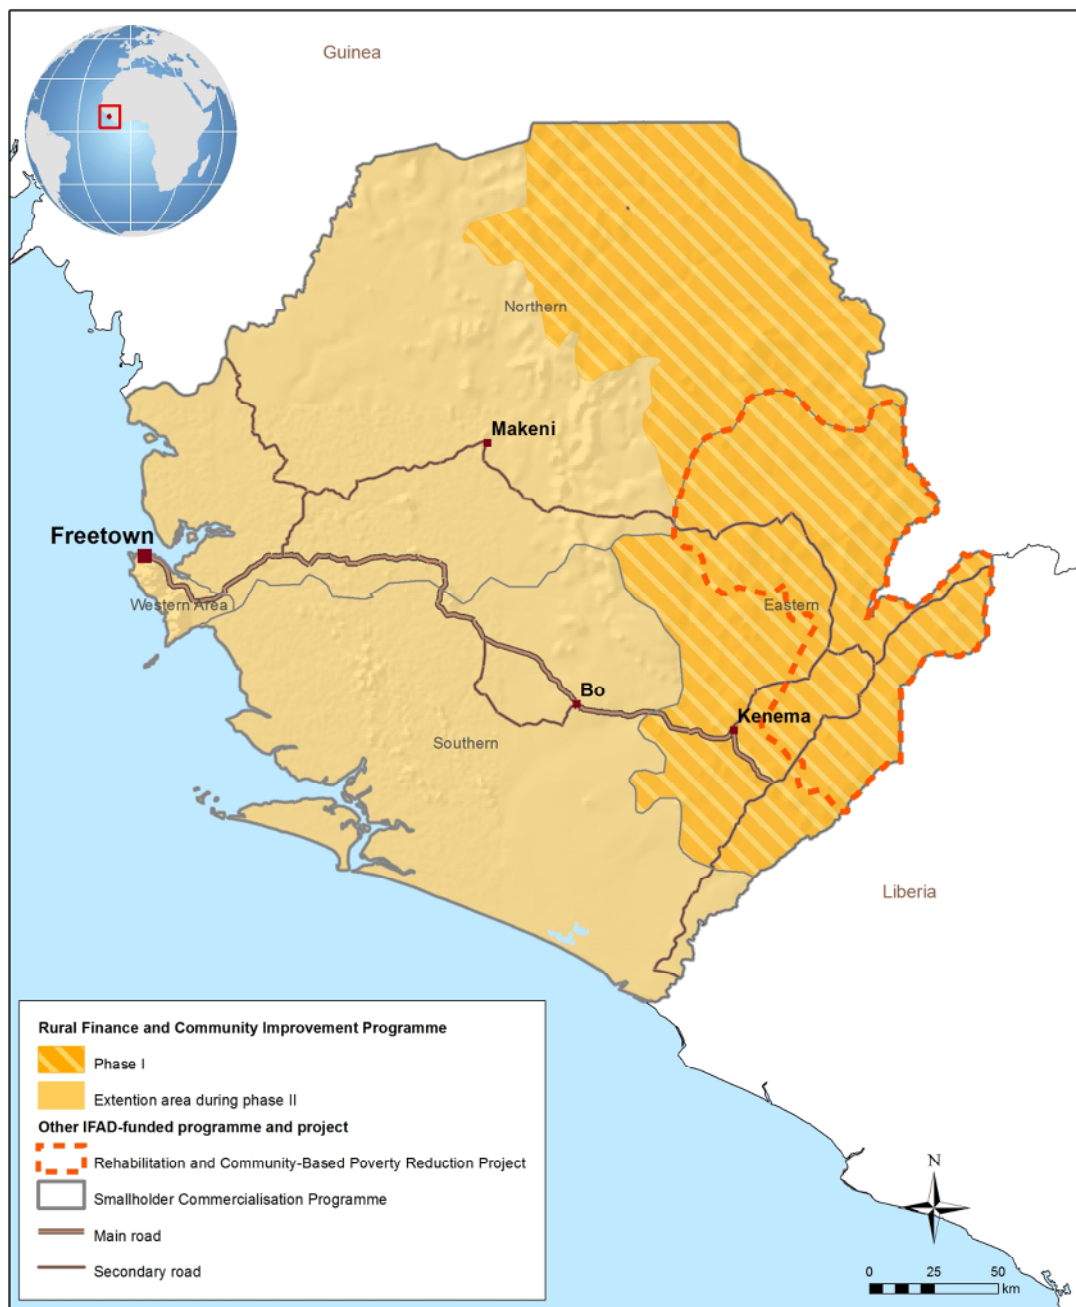 Guinea
Northern
Makeni
Freetown
Western Area
Eastern
Bo
Kenema
Southern
Liberia
Rural Finance and Community Improvement Programme
Phase I
Extention area during phase II
Other IFAD-funded programme and project
Rehabilitation and Community-Based Poverty Reduction Project
Smallholder Commercialisation Programme
Main road
Secondary road
N
0 25 50
km